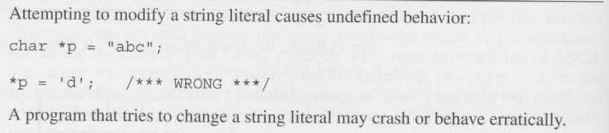 Attempting to modify a string literal causes undefined behavior:
char *p = "abc";
*p = 'd';   /*** WRONG ***/
A program that tries to change a string literal may crash or behave erratically.